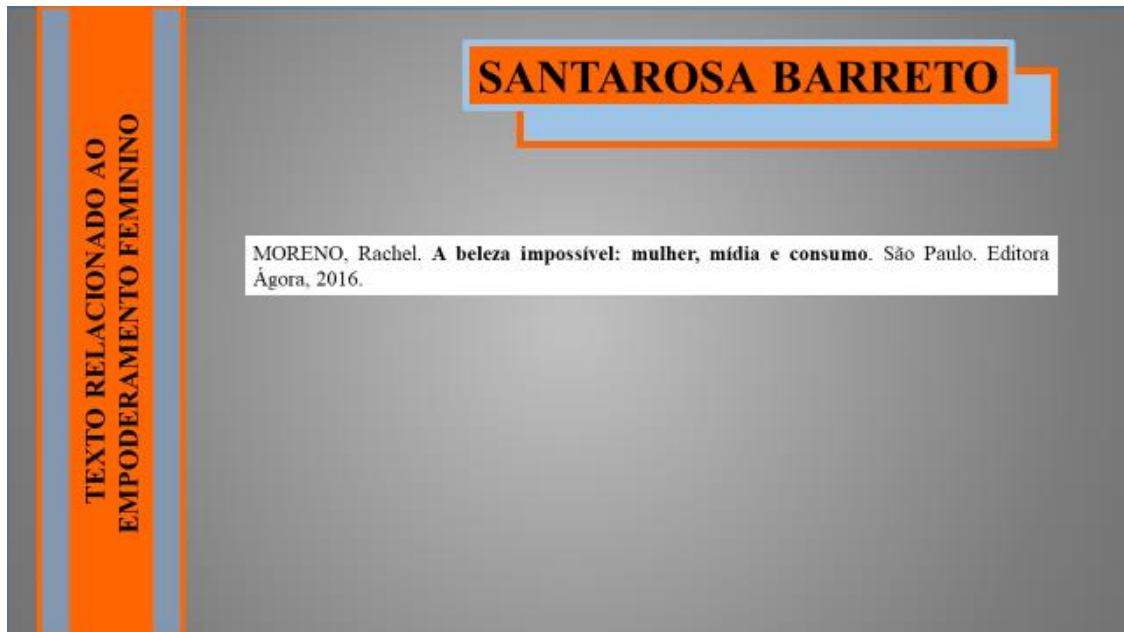 TEXTO RELACIONADO AO
EMPODERAMENTO FEMININO
SANTAROSA BARRETO
MORENO, Rachel. A beleza impossível: mulher, mídia e consumo. São Paulo. Editora
Ágora, 2016.